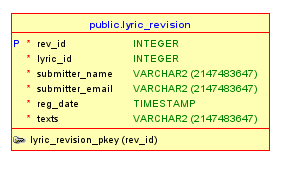 public.lyric_revision
P * rev_id INTEGER
* lyric_id INTEGER
* submitter_name VARCHAR2 (2147483647)
* submitter_email VARCHAR2 (2147483647)
* reg_date TIMESTAMP
* texts VARCHAR2 (2147483647)
lyric_revision_pkey (rev_id)